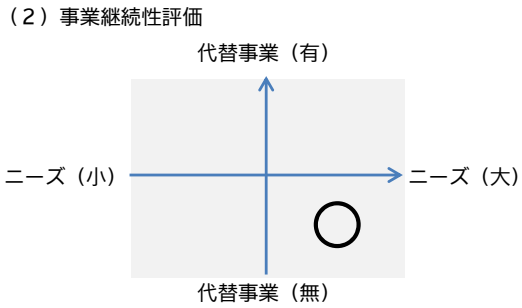 （２）事業継続性評価
代替事業（有）
ニーズ（小）
ニーズ（大）
代替事業（無）